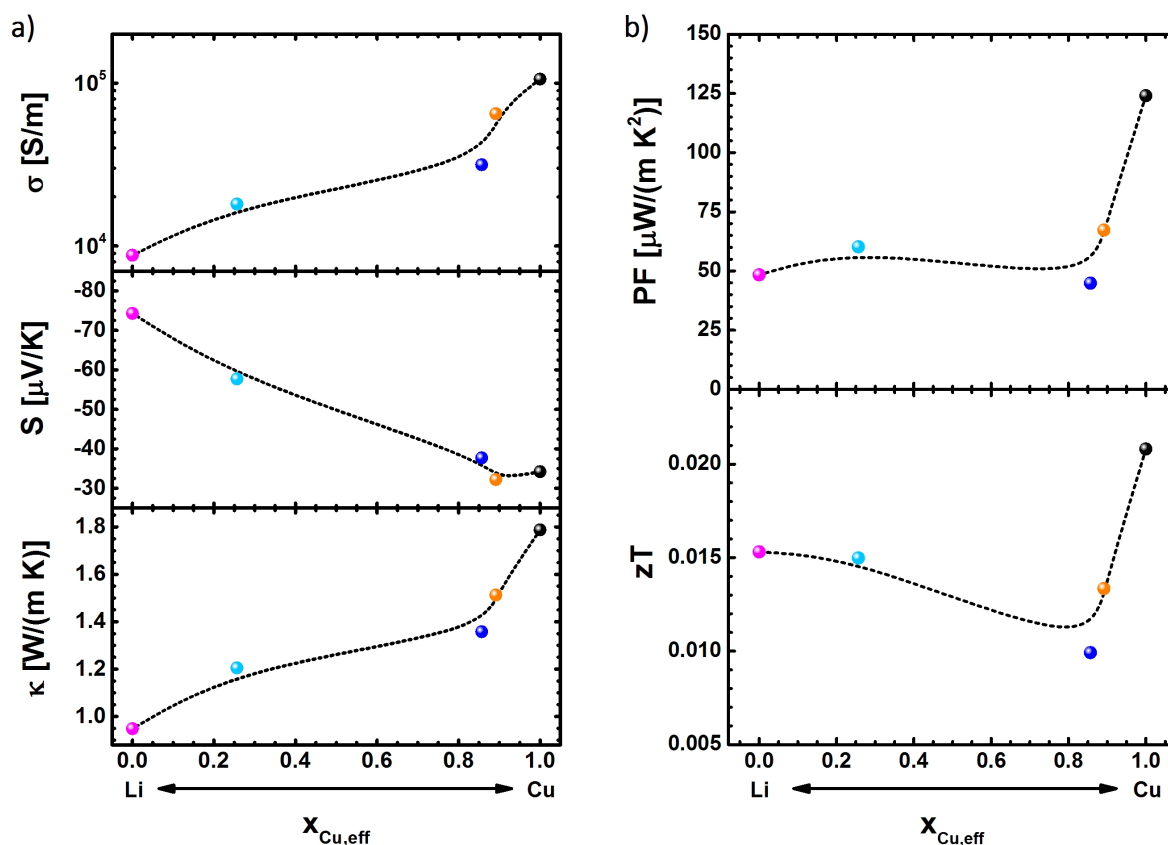 a)
σ [S/m]
10^5
10^4
S [μV/K]
-80
-70
-60
-50
-40
-30
κ [W/(m K)]
1.8
1.6
1.4
1.2
1.0
0.0 0.2 0.4 0.6 0.8 1.0
Li Cu
x_Cu,eff
b)
PF [μW/(m K²)]
150
125
100
75
50
25
0
zT
0.020
0.015
0.010
0.005
0.0 0.2 0.4 0.6 0.8 1.0
Li Cu
x_Cu,eff